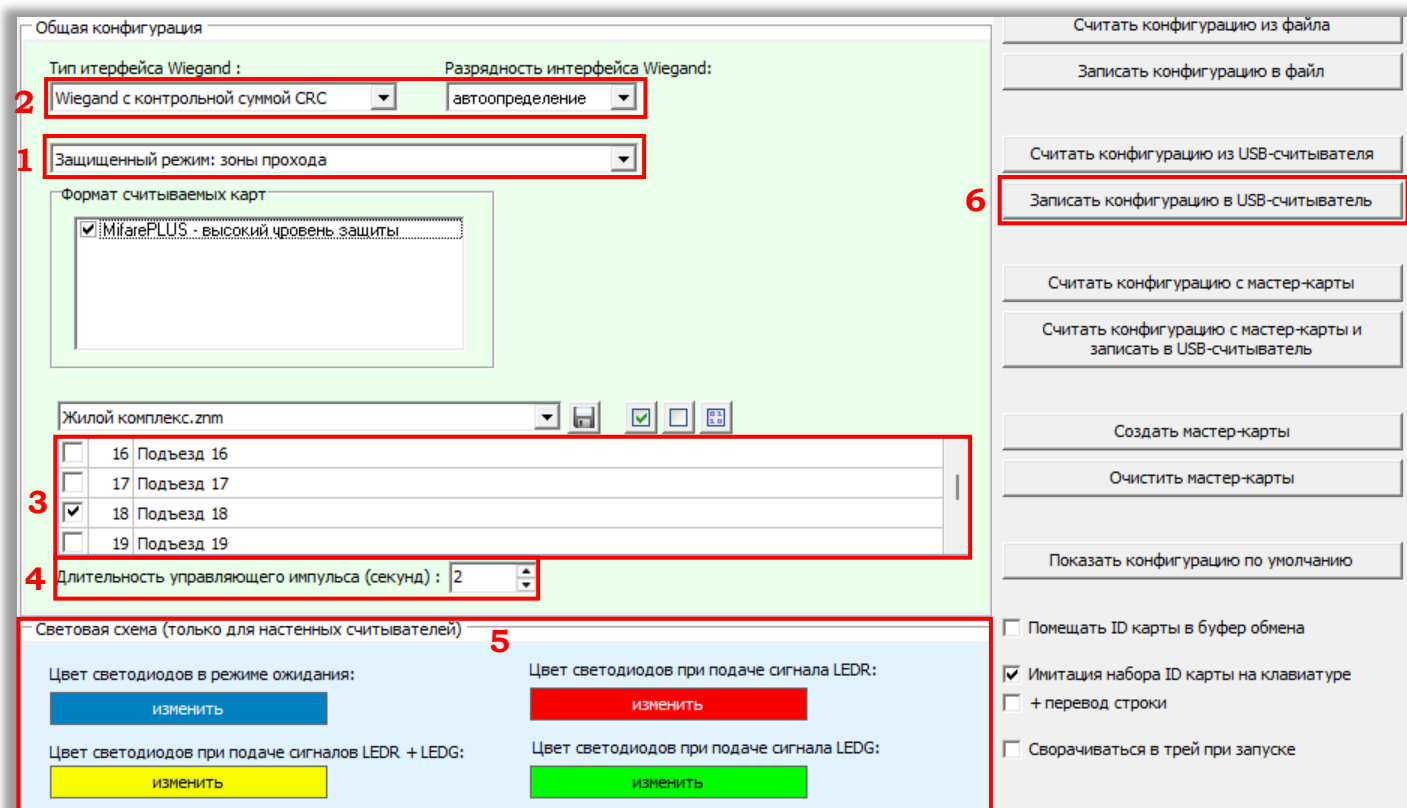 Общая конфигурация
Тип итерфейса Wiegand :
Разрядность интерфейса Wiegand:
2
Wiegand с контрольной суммой CRC
автоопределение
1
Защищенный режим: зоны прохода
Формат считываемых карт
MifarePLUS - высокий уровень защиты
Жилой комплекс.znm
3
16 Подъезд 16
17 Подъезд 17
18 Подъезд 18
19 Подъезд 19
4
Длительность управляющего импульса (секунд) : 2
Световая схема (только для настенных считывателей)
5
Цвет светодиодов в режиме ожидания:
изменить
Цвет светодиодов при подаче сигнала LEDR:
изменить
Цвет светодиодов при подаче сигналов LEDR + LEDG:
изменить
Цвет светодиодов при подаче сигнала LEDG:
изменить
Считать конфигурацию из файла
Записать конфигурацию в файл
Считать конфигурацию из USB-считывателя
6
Записать конфигурацию в USB-считыватель
Считать конфигурацию с мастер-карты
Считать конфигурацию с мастер-карты и
записать в USB-считыватель
Создать мастер-карты
Очистить мастер-карты
Показать конфигурацию по умолчанию
Помещать ID карты в буфер обмена
Имитация набора ID карты на клавиатуре
+ перевод строки
Сворачиваться в трей при запуске